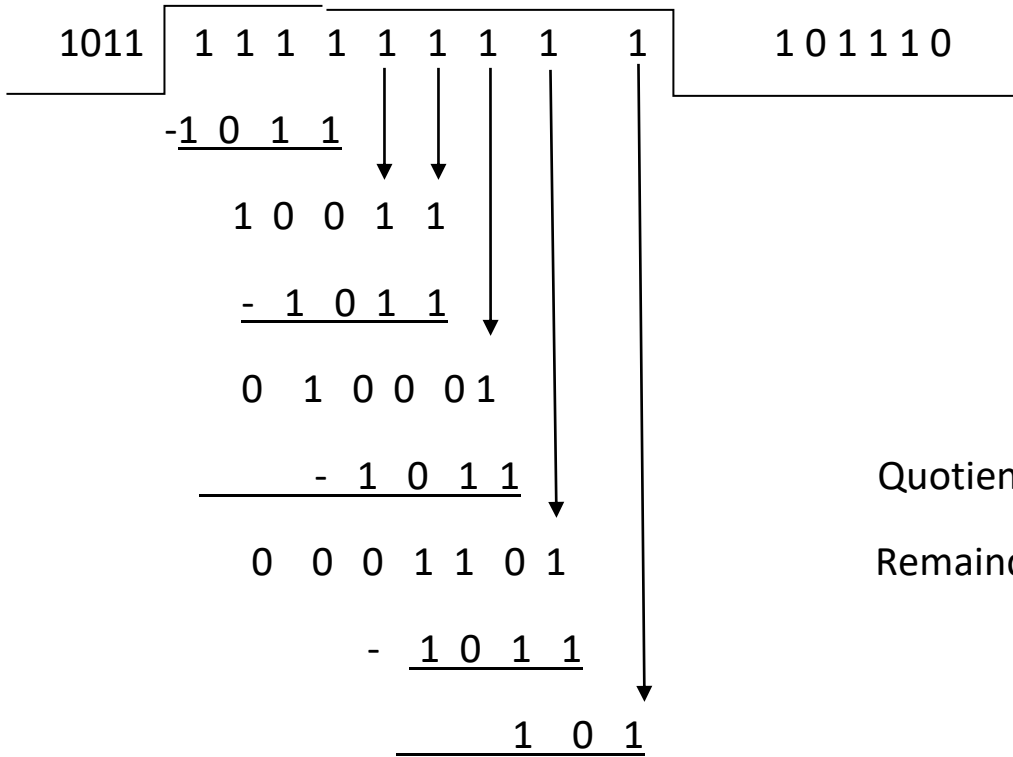 1011 1 1 1 1 1 1 1 1 1 1 0 1 1 1 0
-1 0 1 1
1 0 0 1 1
- 1 0 1 1
0 1 0 0 0 1
- 1 0 1 1 Quotien
0 0 0 1 1 0 1 Remain
- 1 0 1 1
1 0 1